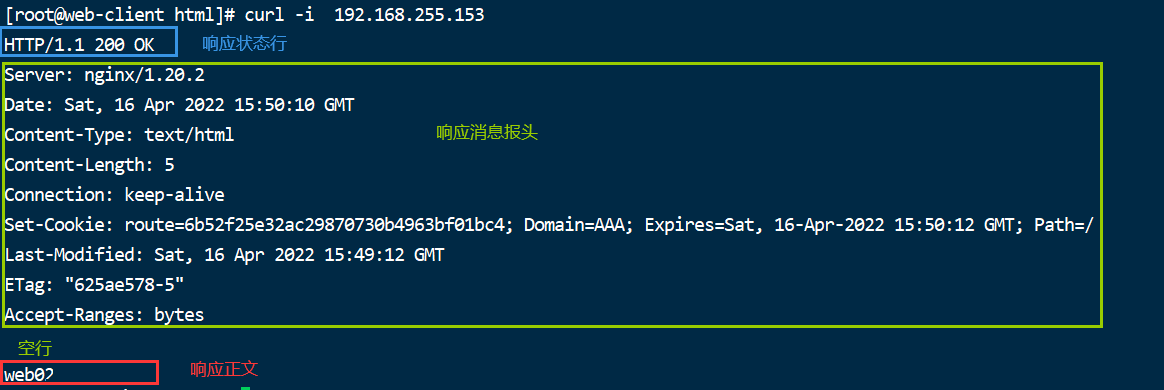 [root@web-client html]# curl -i  192.168.255.153
HTTP/1.1 200 OK 响应状态行
Server: nginx/1.20.2
Date: Sat, 16 Apr 2022 15:50:10 GMT
Content-Type: text/html 响应消息报头
Content-Length: 5
Connection: keep-alive
Set-Cookie: route=6b52f25e32ac29870730b4963bf01bc4; Domain=AAA; Expires=Sat, 16-Apr-2022 15:50:12 GMT; Path=/
Last-Modified: Sat, 16 Apr 2022 15:49:12 GMT
ETag: "625ae578-5"
Accept-Ranges: bytes
空行
web02 响应正文